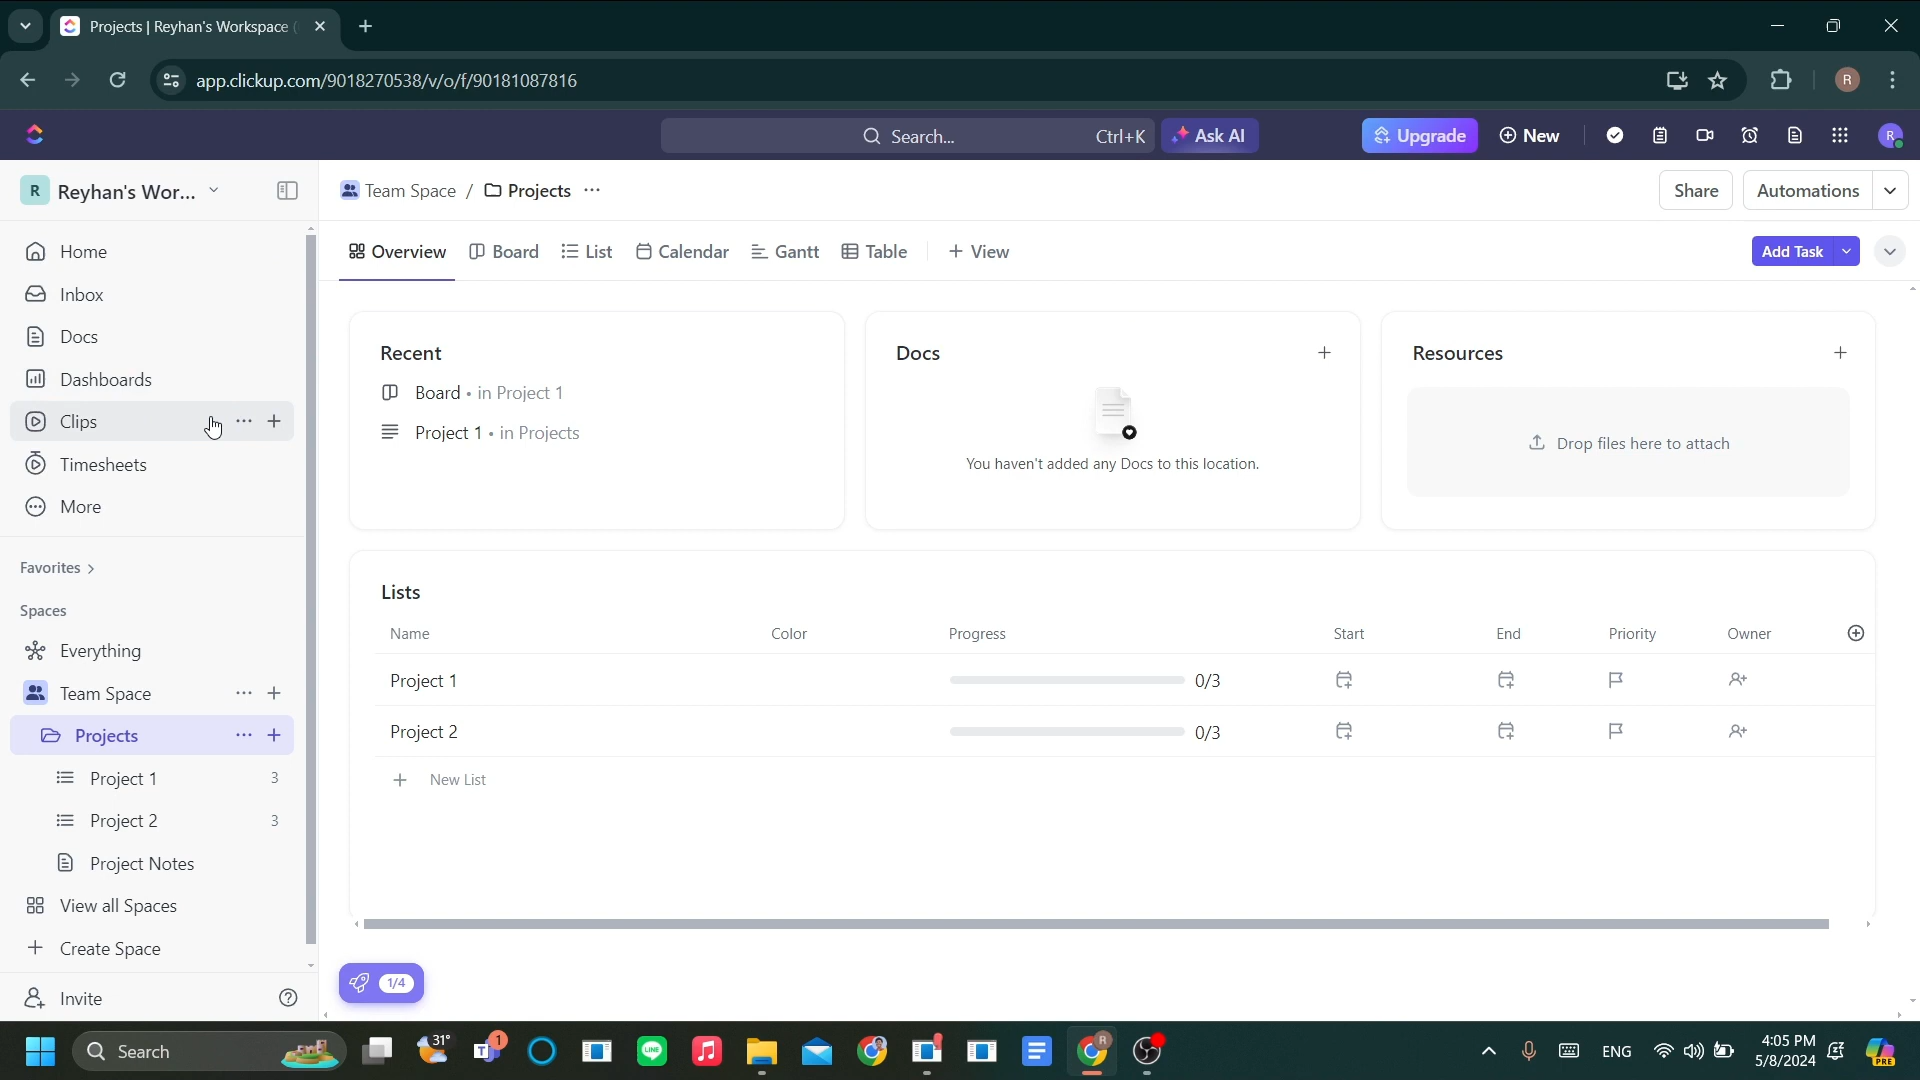 Projects | Reyhan's Workspace (
app.clickup.com/9018270538/v/o/f/90181087816
R
Search... Ctrl+K
Ask AI
Upgrade
New
R
R Reyhan's Wor...
Team Space / Projects ...
Share
Automations
Home
Inbox
Docs
Dashboards
Clips
Timesheets
More
Favorites
Spaces
Everything
Team Space
Projects
Project 1 3
Project 2 3
Project Notes
View all Spaces
Create Space
Invite
Overview Board List Calendar Gantt Table + View
Add Task
Recent
Board • in Project 1
Project 1 • in Projects
Docs
You haven't added any Docs to this location.
Resources
Drop files here to attach
Lists
Name Color Progress Start End Priority Owner
Project 1 0/3
Project 2 0/3
+ New List
1/4
Search
31°
1
LINE
R
ENG
4:05 PM
5/8/2024
PRE